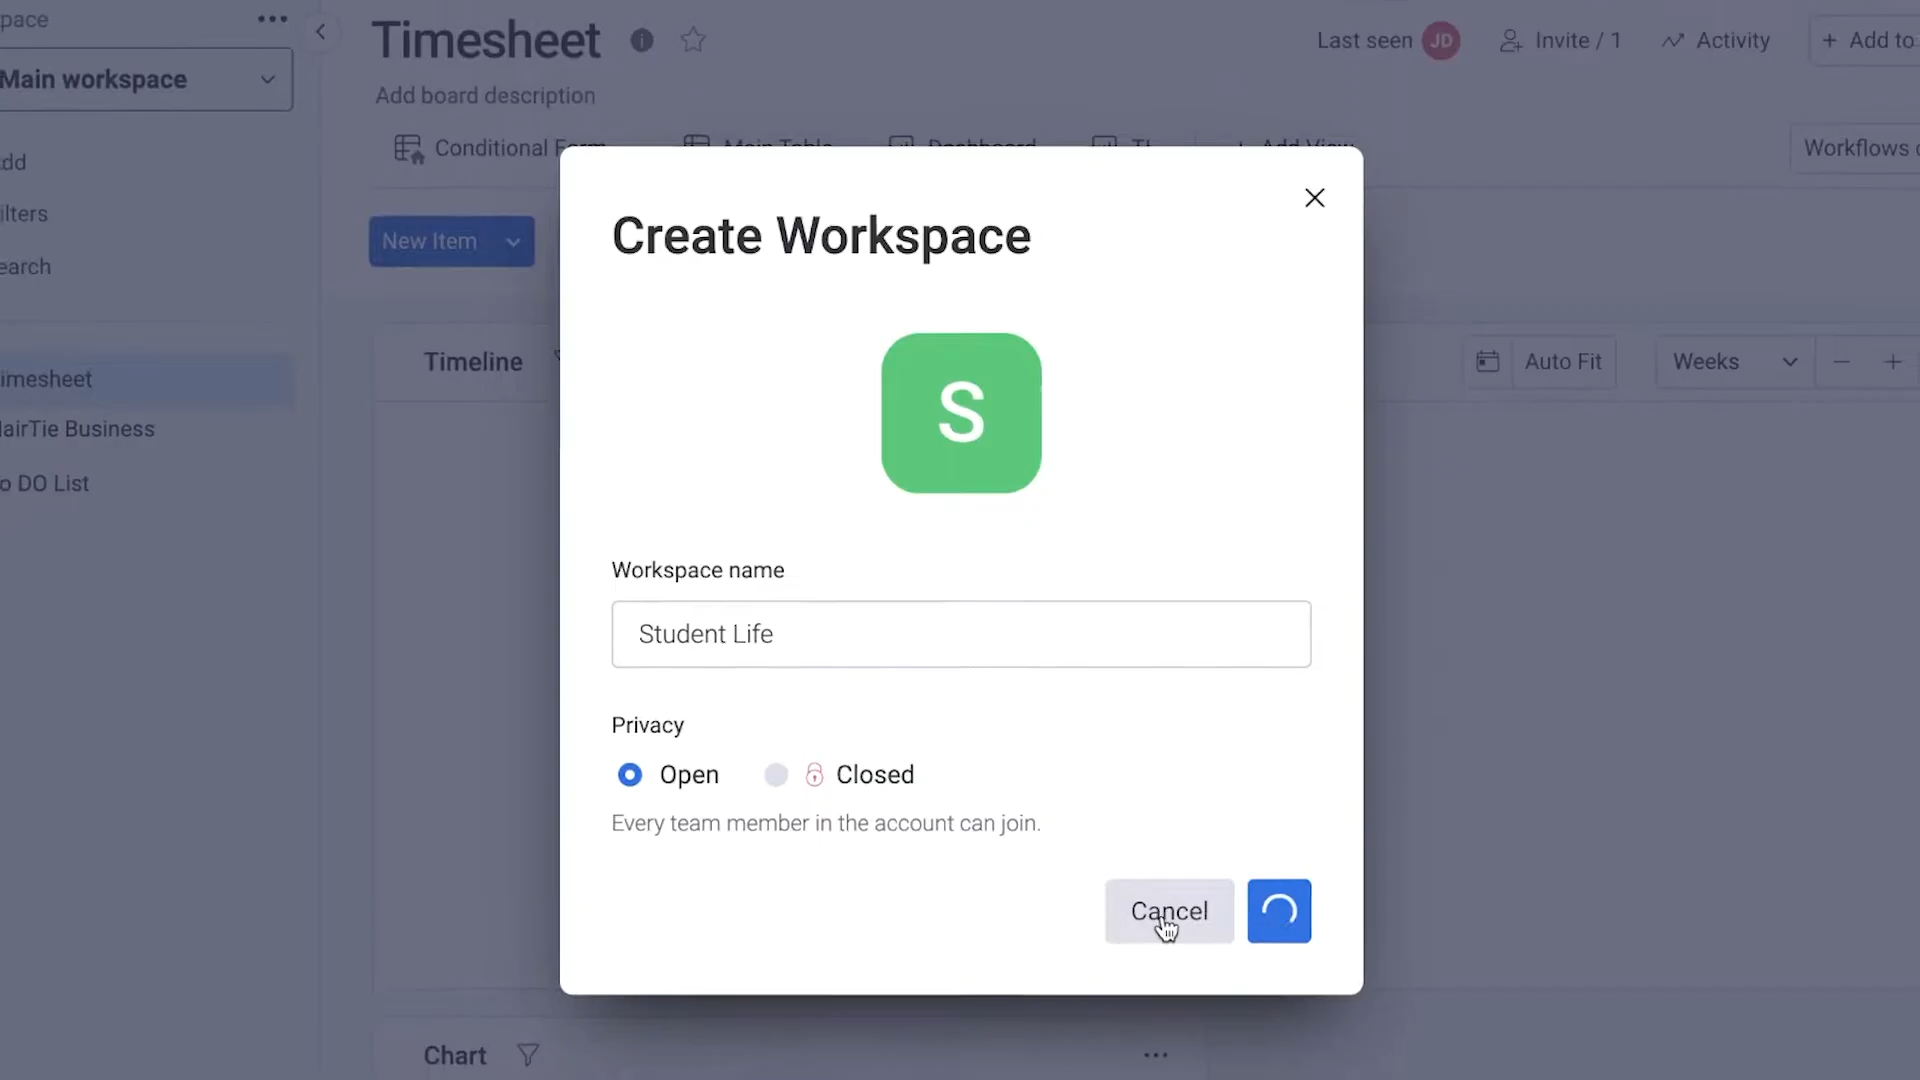 Timesheet
Last seen JD Invite / 1 Activity + Add to
Main workspace
Add board description
Conditional Form
Main Table
Dashboard
+ Add View
Workflows
New Item
Timeline
Auto Fit
Weeks
Create Workspace
S
Workspace name
Student Life
Privacy
Open
Closed
Every team member in the account can join.
Cancel
Chart
pace
dd
ilters
earch
imesheet
airTie Business
o DO List